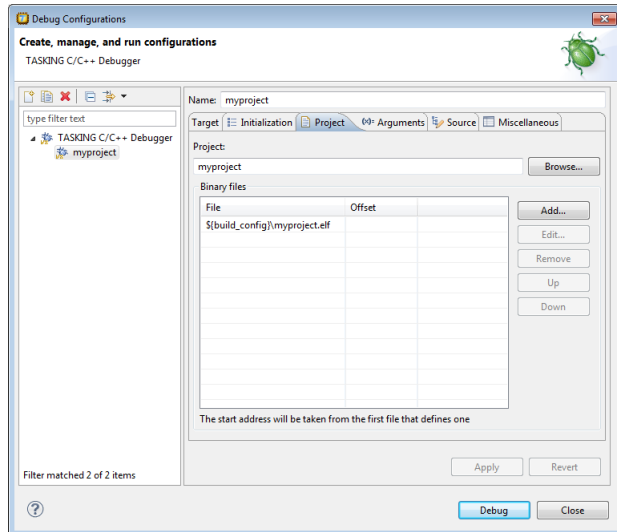 Debug Configurations
Create, manage, and run configurations
TASKING C/C++ Debugger
type filter text
TASKING C/C++ Debugger
myproject
Filter matched 2 of 2 items
Name: myproject
Target Initialization Project (x)= Arguments Source Miscellaneous
Project:
myproject Browse...
Binary files
File Offset
${build_config}\myproject.elf
Add...
Edit...
Remove
Up
Down
The start address will be taken from the first file that defines one
Apply Revert
? Debug Close